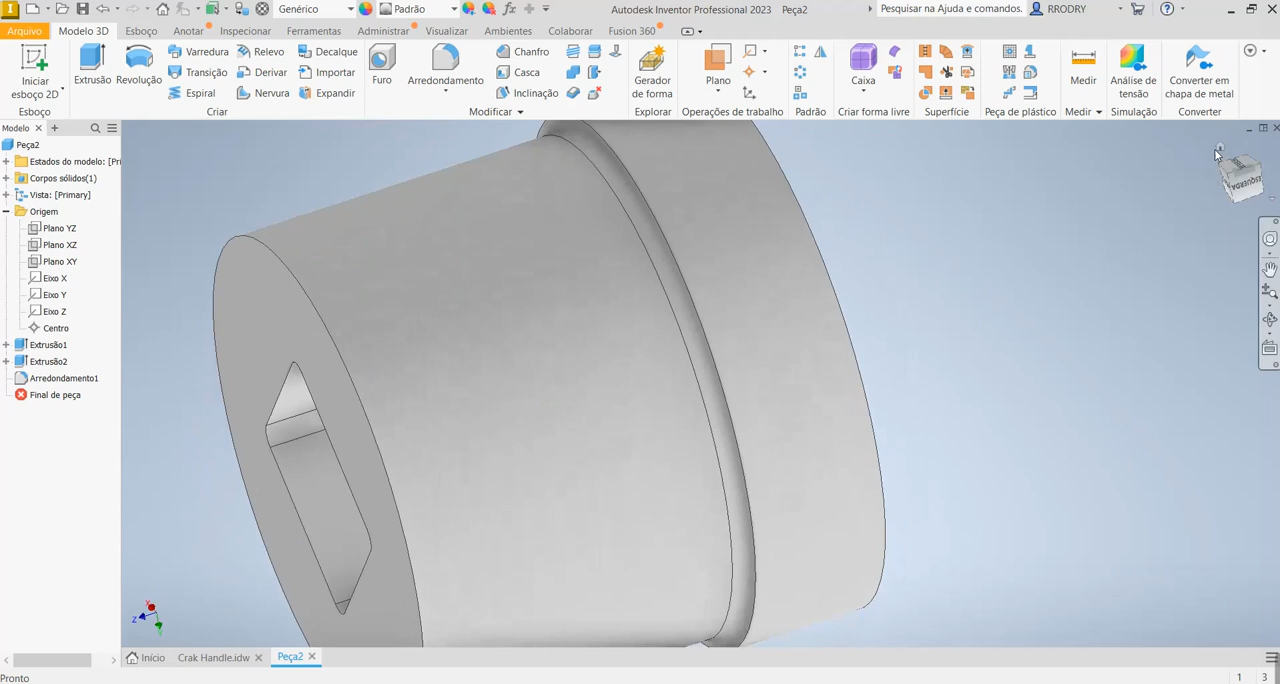 Genérico
Padrão
Autodesk Inventor Professional 2023 Peça2
Pesquisar na Ajuda e comandos.
RRODRY
Arquivo
Modelo 3D
Esboço
Anotar
Inspecionar
Ferramentas
Administrar
Visualizar
Ambientes
Colaborar
Fusion 360
Iniciar
esboço 2D
Extrusão
Revolução
Varredura
Transição
Espiral
Relevo
Derivar
Nervura
Decalque
Importar
Expandir
Furo
Arredondamento
Chanfro
Casca
Inclinação
Gerador
de forma
Plano
Caixa
Medir
Análise de
tensão
Converter em
chapa de metal
Esboço
Criar
Modificar
Explorar
Operações de trabalho
Padrão
Criar forma livre
Superfície
Peça de plástico
Medir
Simulação
Converter
Modelo
Peça2
Estados do modelo: [Pri
Corpos sólidos(1)
Vista: [Primary]
Origem
Plano YZ
Plano XZ
Plano XY
Eixo X
Eixo Y
Eixo Z
Centro
Extrusão1
Extrusão2
Arredondamento1
Final de peça
ESQUERDA
X
Z
Y
Início
Crak Handle.idw
Peça2
Pronto
1
3